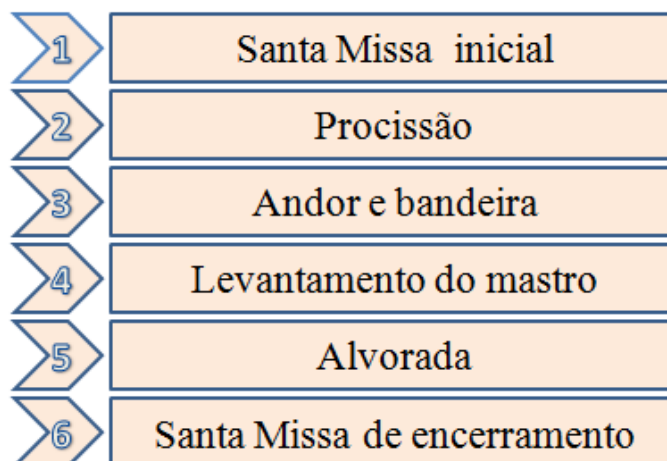 1 Santa Missa inicial
2 Procissão
3 Andor e bandeira
4 Levantamento do mastro
5 Alvorada
6 Santa Missa de encerramento